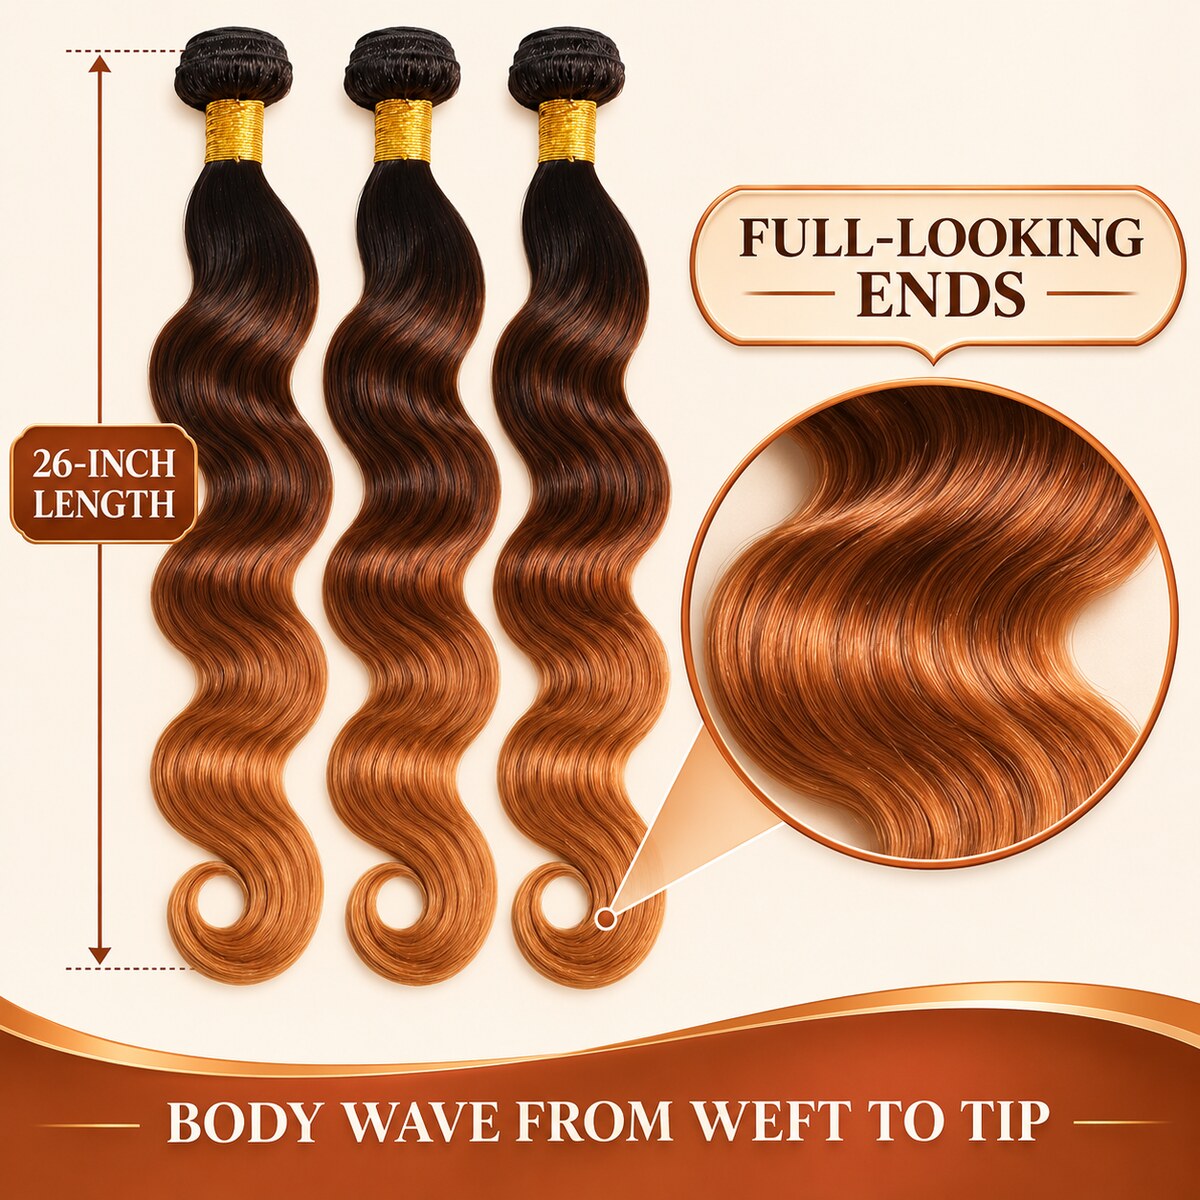 FULL-LOOKING
ENDS
26-INCH
LENGTH
BODY WAVE FROM WEFT TO TIP